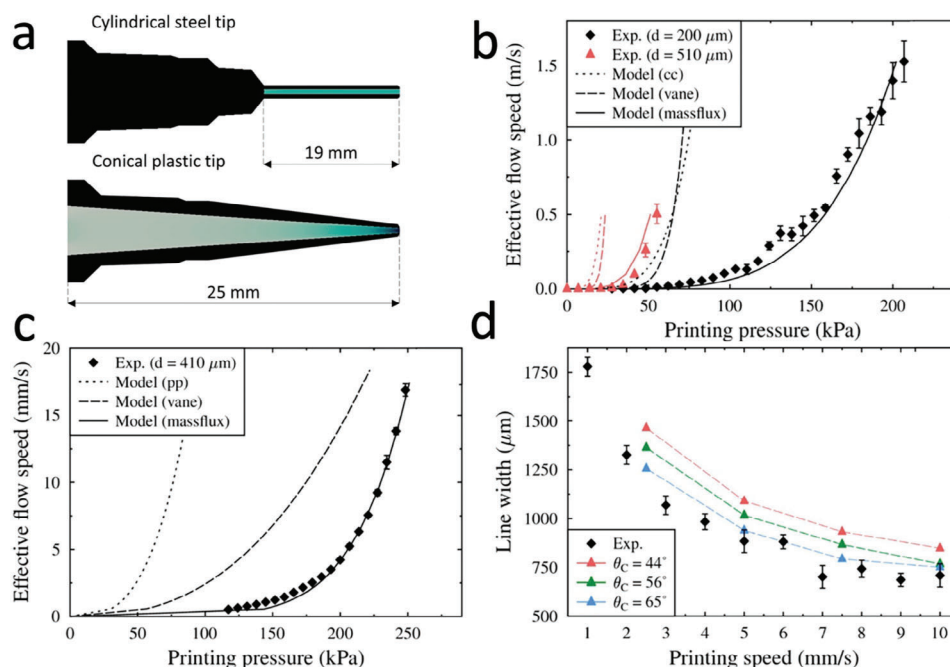 a
Cylindrical steel tip
19 mm
Conical plastic tip
25 mm
b
Effective flow speed (m/s)
1.5
1.0
0.5
0.0
Exp. (d = 200 μm)
Exp. (d = 510 μm)
Model (cc)
Model (vane)
Model (massflux)
0 50 100 150 200
Printing pressure (kPa)
c
Effective flow speed (mm/s)
20
15
10
5
0
Exp. (d = 410 μm)
Model (pp)
Model (vane)
Model (massflux)
0 50 100 150 200 250
Printing pressure (kPa)
d
Line width (μm)
1750
1500
1250
1000
750
500
Exp.
θC = 44°
θC = 56°
θC = 65°
1 2 3 4 5 6 7 8 9 10
Printing speed (mm/s)